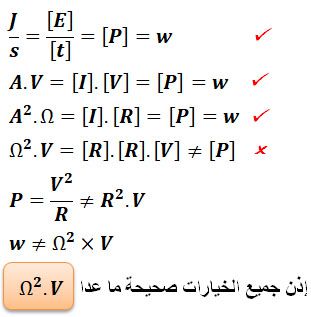 J/s = [E]/[t] = [P] = w ✓
A.V = [I].[V] = [P] = w ✓
A².Ω = [I].[R] = [P] = w ✓
Ω².V = [R].[R].[V] ≠ [P] ×
P = V²/R ≠ R².V
w ≠ Ω² × V
إذن جميع الخيارات صحيحة ما عدا Ω².V